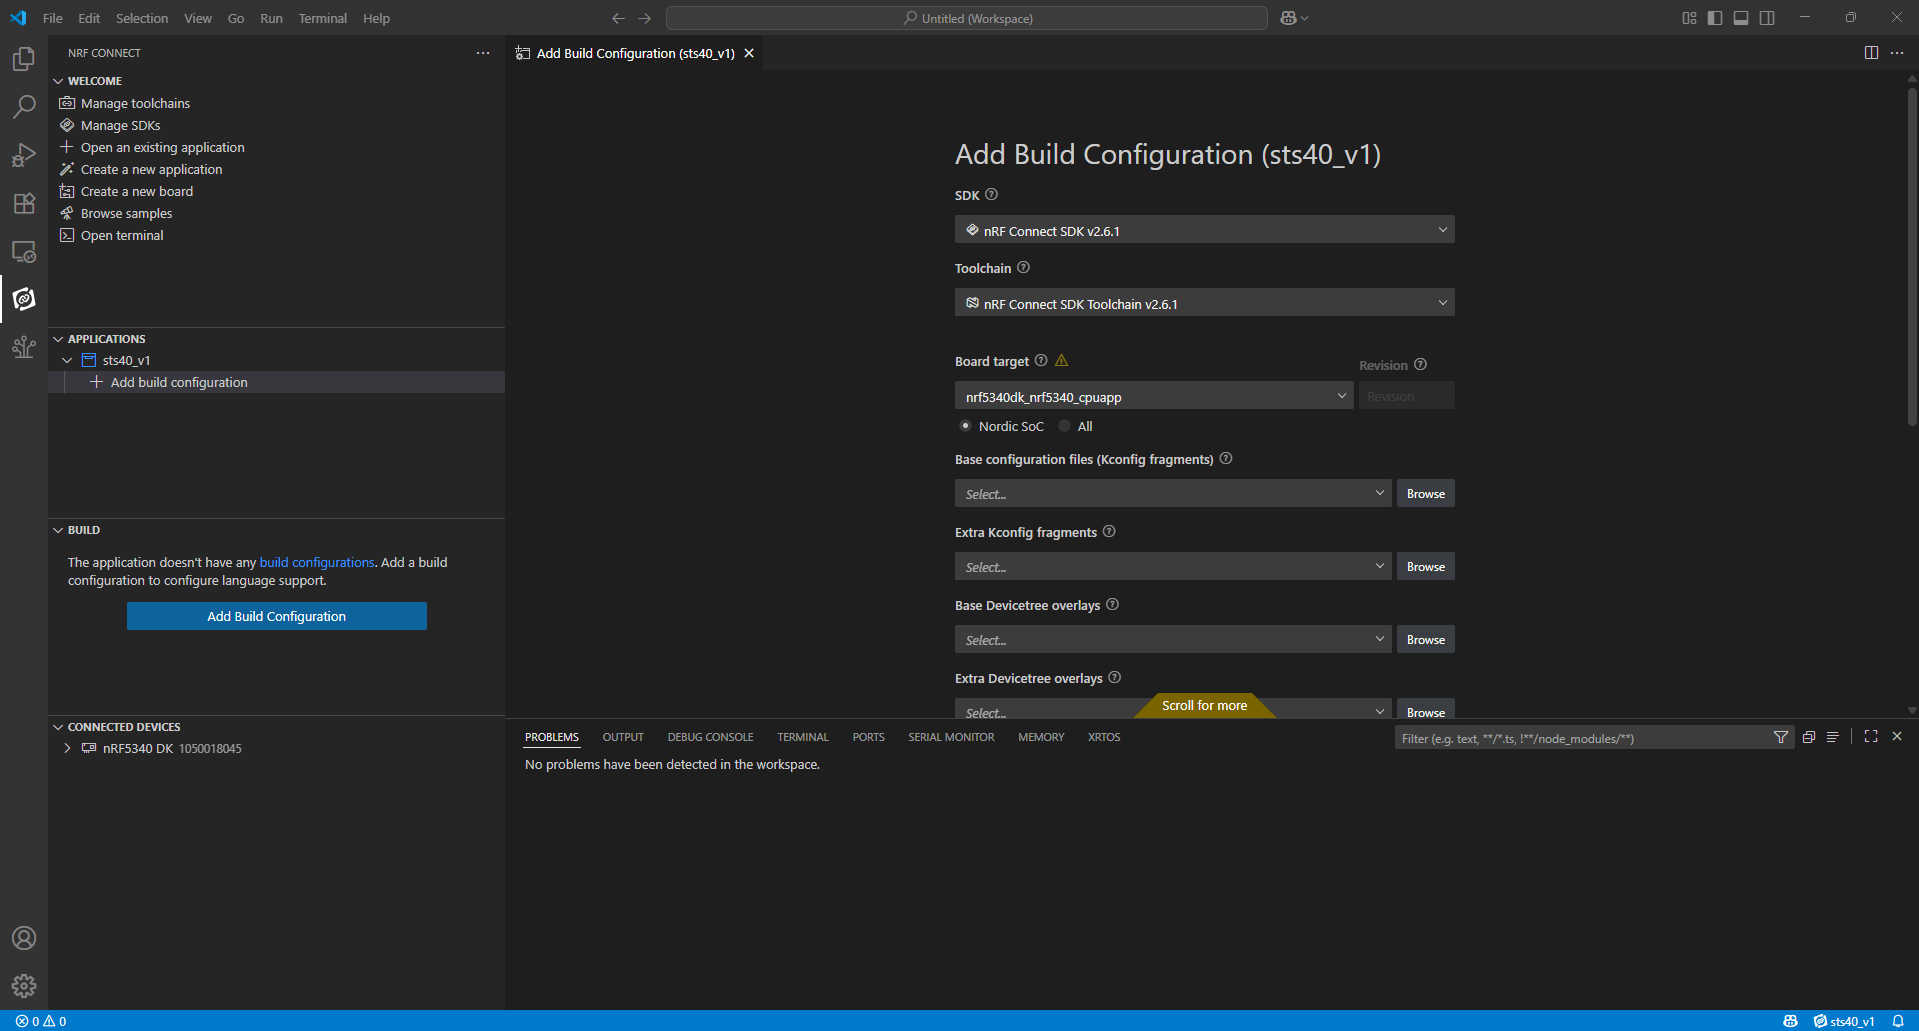 File Edit Selection View Go Run Terminal Help
Untitled (Workspace)
NRF CONNECT
WELCOME
Manage toolchains
Manage SDKs
Open an existing application
Create a new application
Create a new board
Browse samples
Open terminal
APPLICATIONS
sts40_v1
Add build configuration
BUILD
The application doesn't have any build configurations. Add a build
configuration to configure language support.
Add Build Configuration
CONNECTED DEVICES
nRF5340 DK 1050018045
Add Build Configuration (sts40_v1)
Add Build Configuration (sts40_v1)
SDK
nRF Connect SDK v2.6.1
Toolchain
nRF Connect SDK Toolchain v2.6.1
Board target
Revision
nrf5340dk_nrf5340_cpuapp
Revision
Nordic SoC All
Base configuration files (Kconfig fragments)
Select... Browse
Extra Kconfig fragments
Select... Browse
Base Devicetree overlays
Select... Browse
Extra Devicetree overlays
Select... Browse
Scroll for more
PROBLEMS OUTPUT DEBUG CONSOLE TERMINAL PORTS SERIAL MONITOR MEMORY XRTOS
Filter (e.g. text, **/*.ts, !**/node_modules/**)
No problems have been detected in the workspace.
0 0
sts40_v1